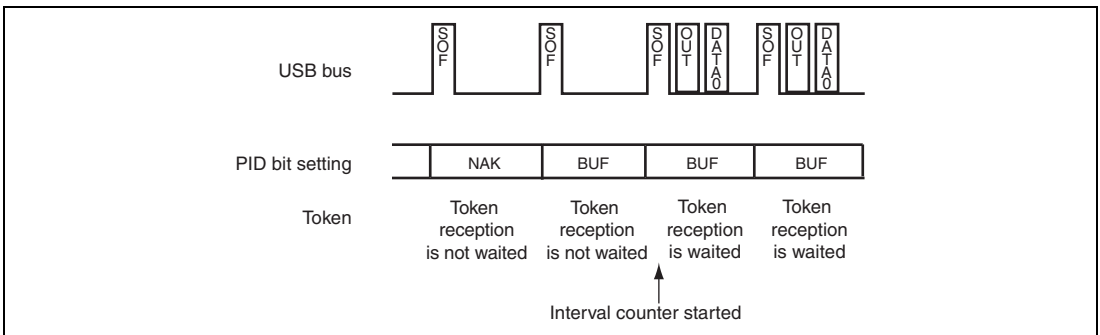 SOF SOF SOF OUT DATA0 SOF OUT DATA0
USB bus
PID bit setting NAK BUF BUF BUF
Token Token Token Token Token
reception reception reception reception
is not waited is not waited is waited is waited
Interval counter started